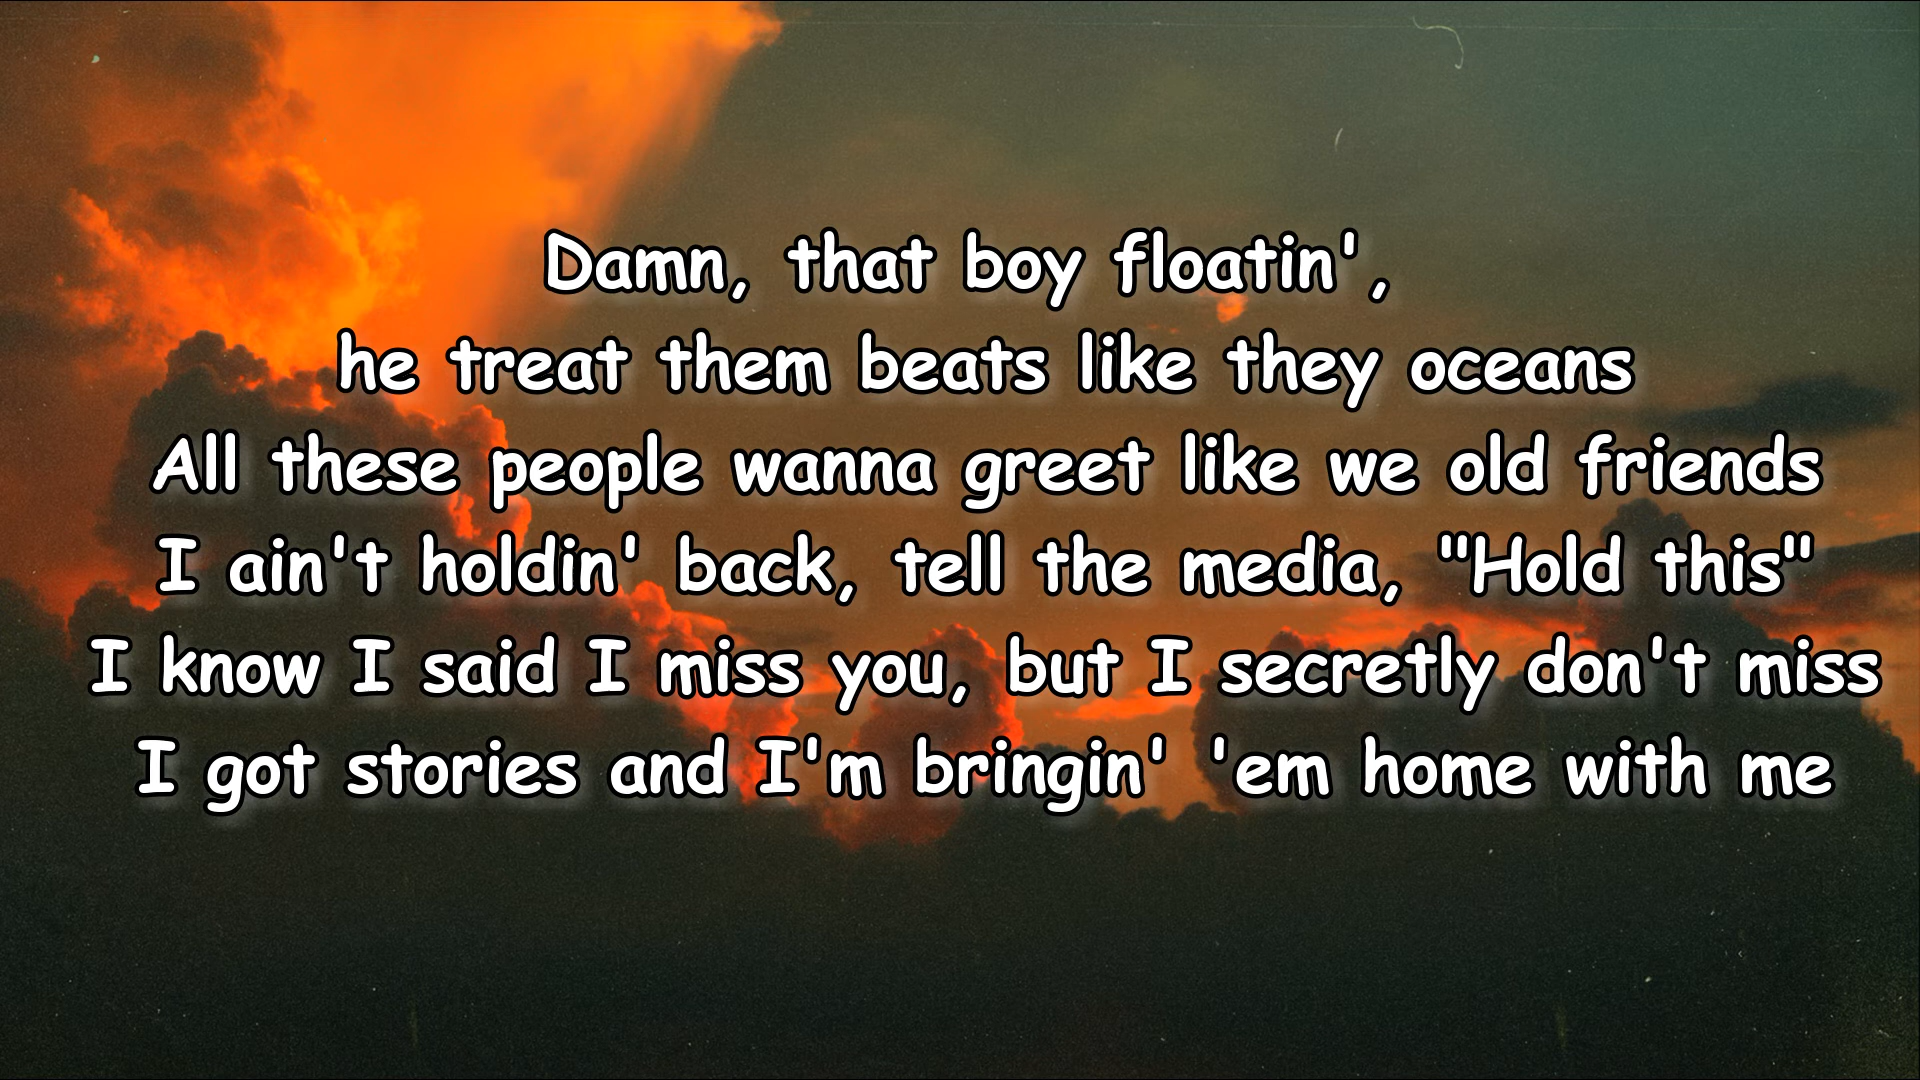 Damn, that boy floatin',
he treat them beats like they oceans
All these people wanna greet like we old friends
I ain't holdin' back, tell the media, "Hold this"
I know I said I miss you, but I secretly don't miss
I got stories and I'm bringin' 'em home with me